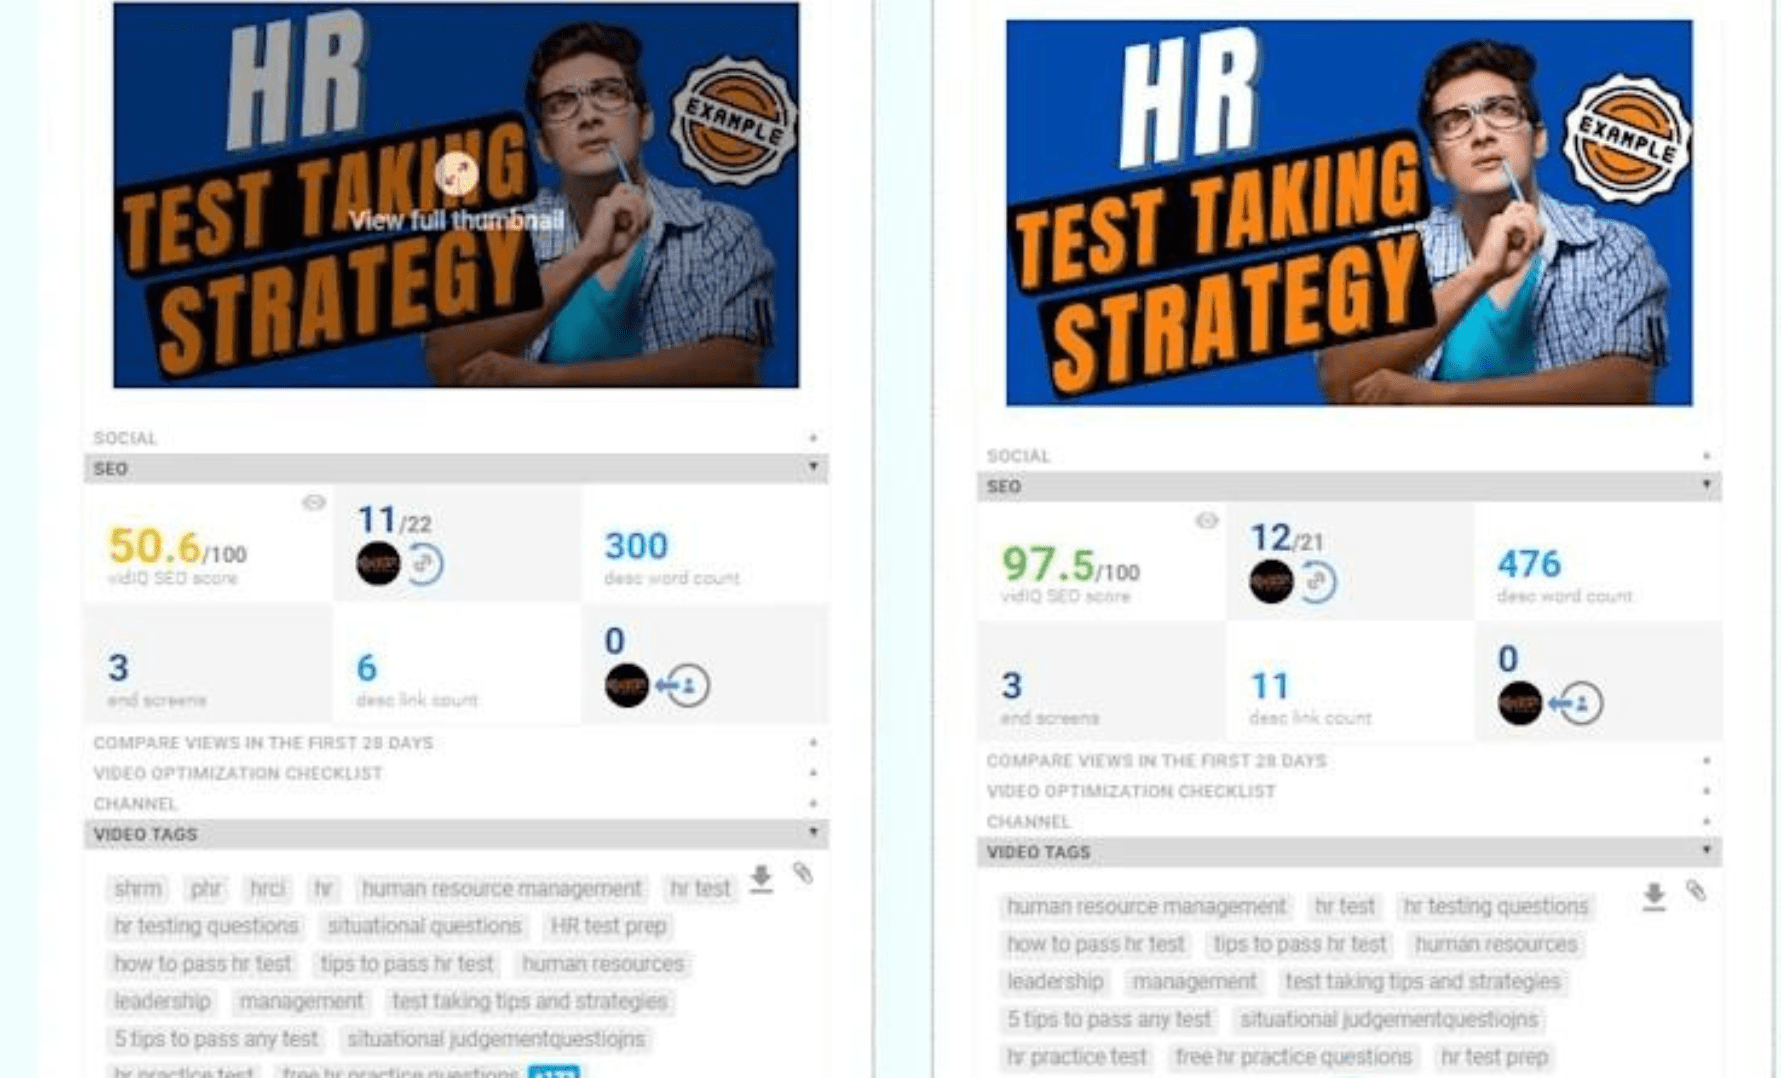 HR
TEST TAKING
STRATEGY
EXAMPLE
View full thumbnail
SOCIAL
SEO
50.6/100
vidIQ SEO score
11/22
300
desc word count
3
end screens
6
desc link count
0
COMPARE VIEWS IN THE FIRST 28 DAYS
VIDEO OPTIMIZATION CHECKLIST
CHANNEL
VIDEO TAGS
shrm phr hrci hr human resource management hr test
hr testing questions situational questions HR test prep
how to pass hr test tips to pass hr test human resources
leadership management test taking tips and strategies
5 tips to pass any test situational judgementquestiojns
hr practice test free hr practice questions
HR
TEST TAKING
STRATEGY
EXAMPLE
SOCIAL
SEO
97.5/100
vidIQ SEO score
12/21
476
desc word count
3
end screens
11
desc link count
0
COMPARE VIEWS IN THE FIRST 28 DAYS
VIDEO OPTIMIZATION CHECKLIST
CHANNEL
VIDEO TAGS
human resource management hr test hr testing questions
how to pass hr test tips to pass hr test human resources
leadership management test taking tips and strategies
5 tips to pass any test situational judgementquestiojns
hr practice test free hr practice questions hr test prep